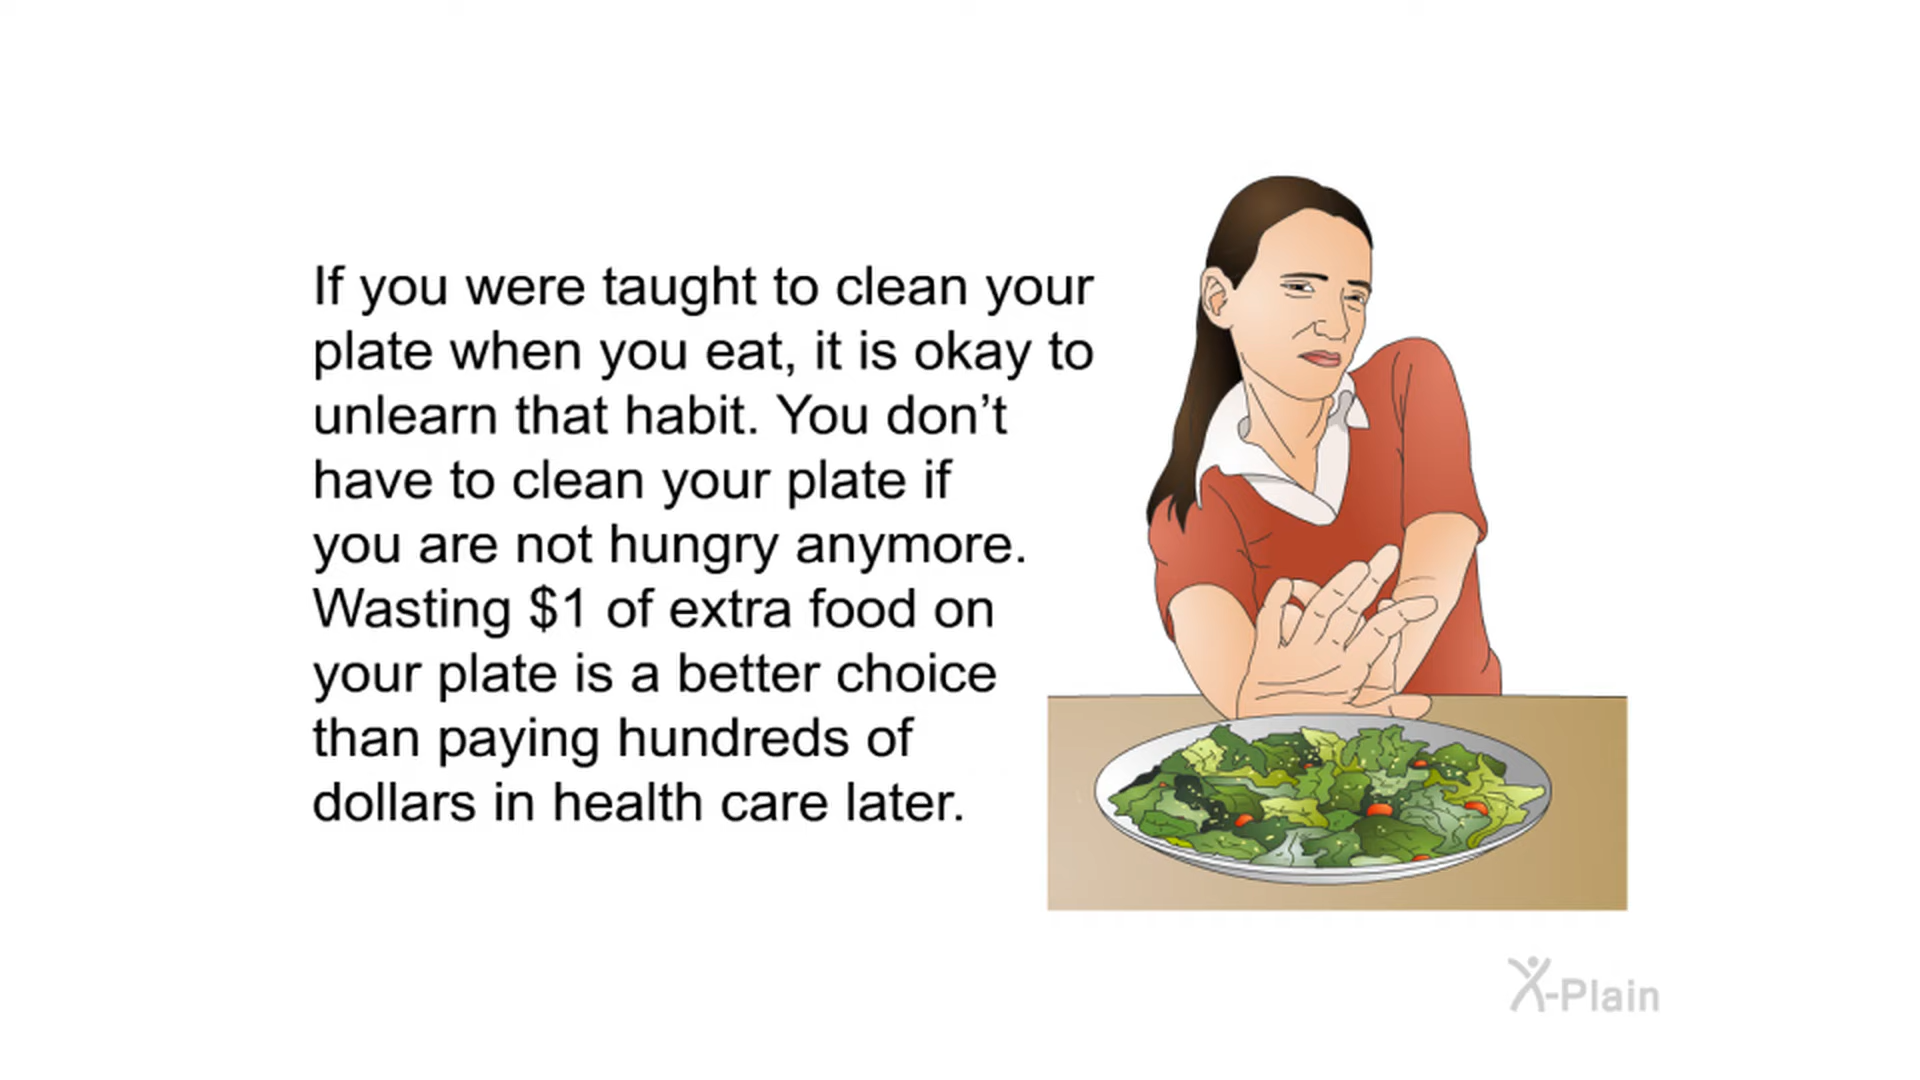 If you were taught to clean your
plate when you eat, it is okay to
unlearn that habit. You don’t
have to clean your plate if
you are not hungry anymore.
Wasting $1 of extra food on
your plate is a better choice
than paying hundreds of
dollars in health care later.
X-Plain